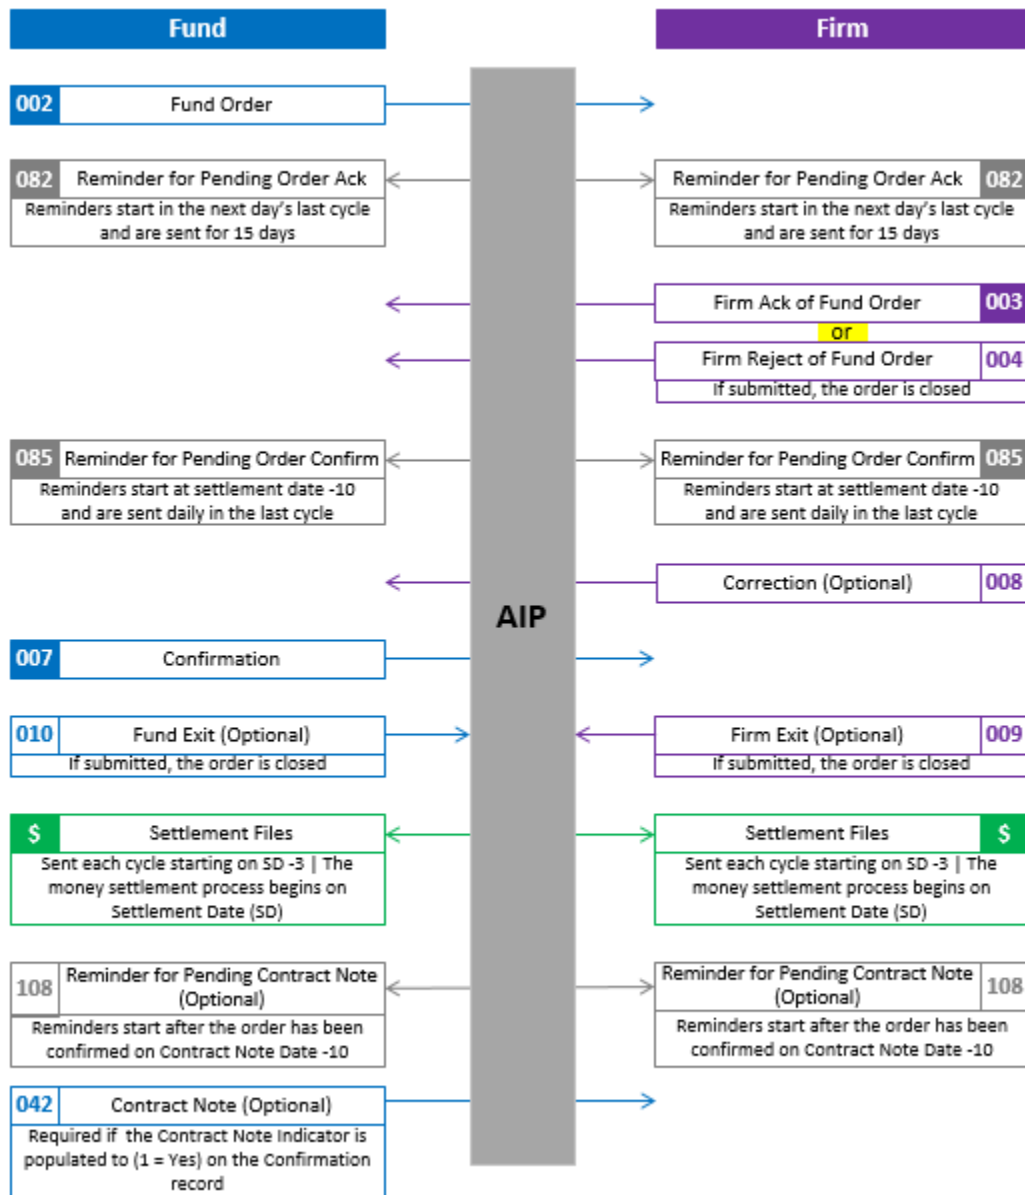 Fund
Firm
002 Fund Order
082 Reminder for Pending Order Ack
Reminders start in the next day's last cycle
and are sent for 15 days
Reminder for Pending Order Ack 082
Reminders start in the next day's last cycle
and are sent for 15 days
Firm Ack of Fund Order 003
or
Firm Reject of Fund Order 004
If submitted, the order is closed
085 Reminder for Pending Order Confirm
Reminders start at settlement date -10
and are sent daily in the last cycle
Reminder for Pending Order Confirm 085
Reminders start at settlement date -10
and are sent daily in the last cycle
Correction (Optional) 008
AIP
007 Confirmation
010 Fund Exit (Optional)
If submitted, the order is closed
Firm Exit (Optional) 009
If submitted, the order is closed
$ Settlement Files
Sent each cycle starting on SD -3 | The
money settlement process begins on
Settlement Date (SD)
Settlement Files $
Sent each cycle starting on SD -3 | The
money settlement process begins on
Settlement Date (SD)
108 Reminder for Pending Contract Note
(Optional)
Reminders start after the order has been
confirmed on Contract Note Date -10
Reminder for Pending Contract Note 108
(Optional)
Reminders start after the order has been
confirmed on Contract Note Date -10
042 Contract Note (Optional)
Required if the Contract Note Indicator is
populated to (1 = Yes) on the Confirmation
record